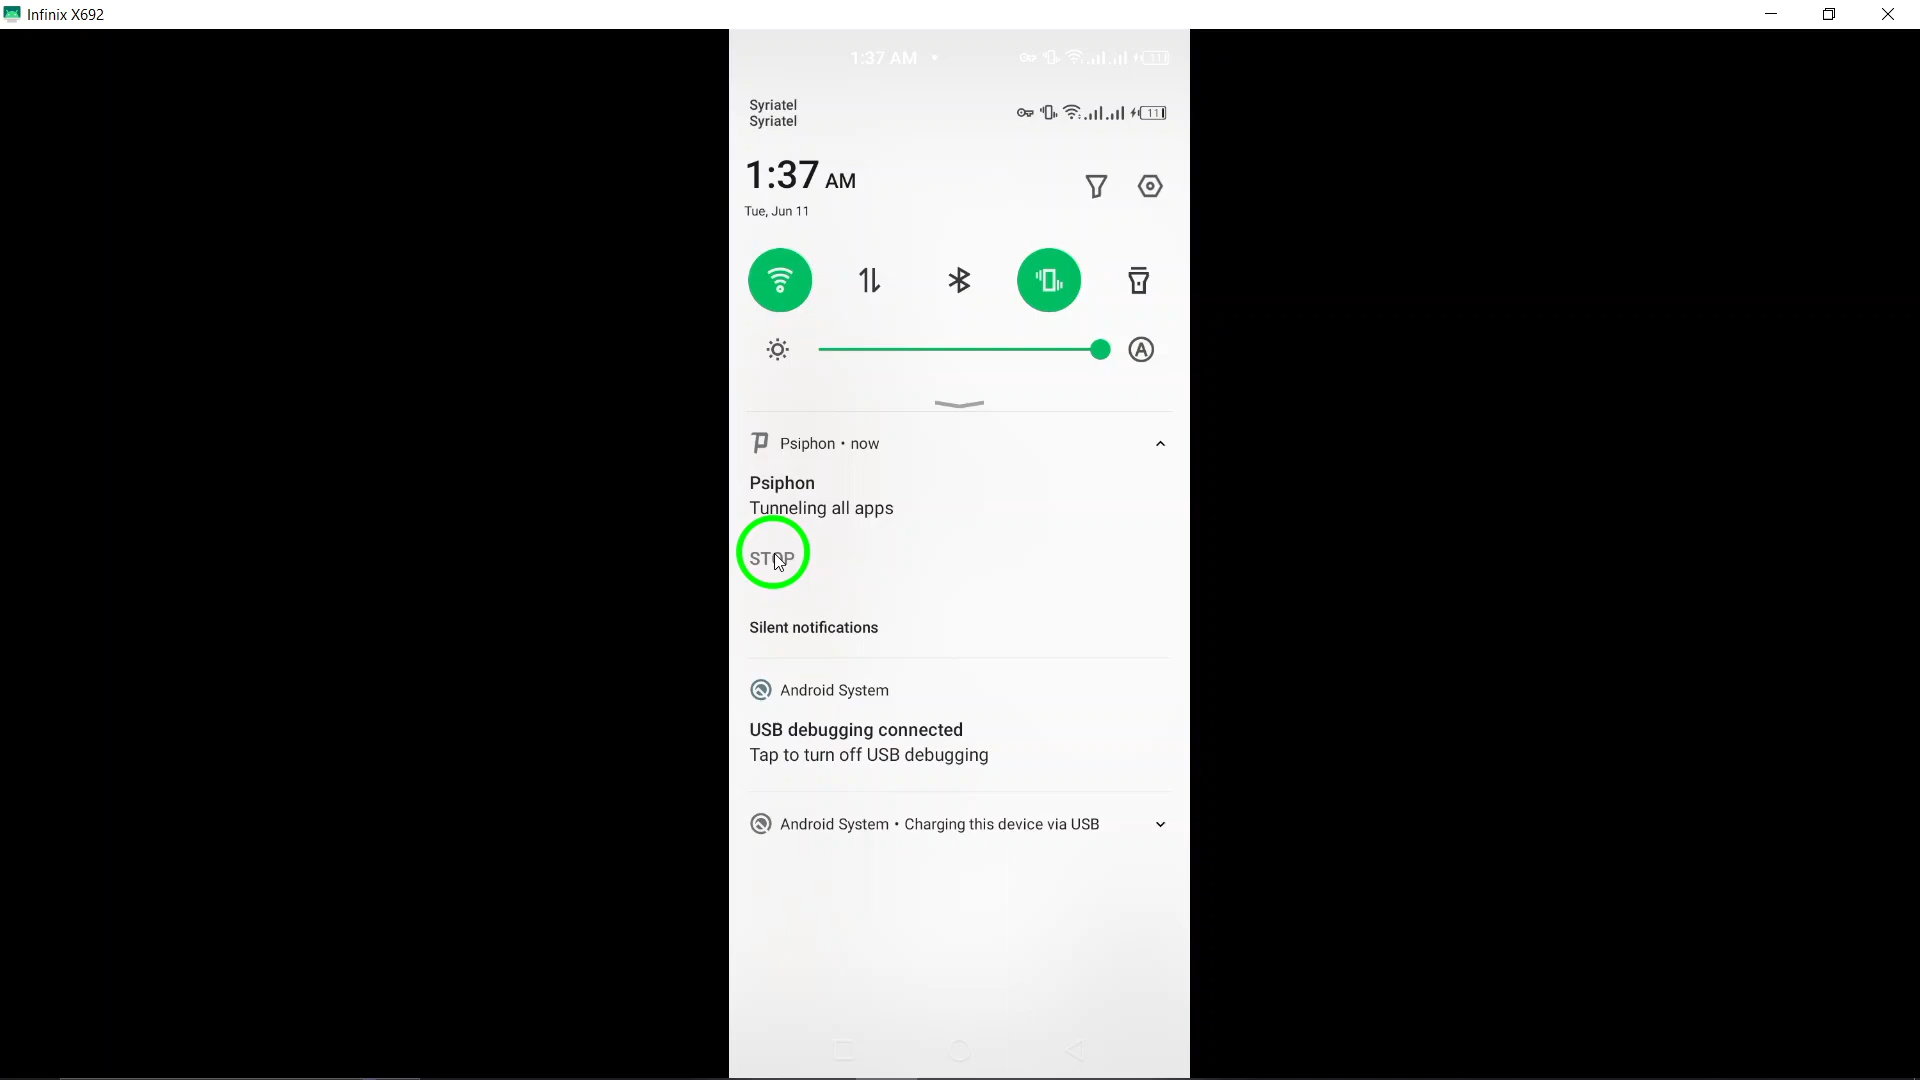 Infinix X692
1:37 AM
11
Syriatel
Syriatel
11
1:37 AM
Tue, Jun 11
A
Psiphon • now
Psiphon
Tunneling all apps
STOP
Silent notifications
Android System
USB debugging connected
Tap to turn off USB debugging
Android System • Charging this device via USB